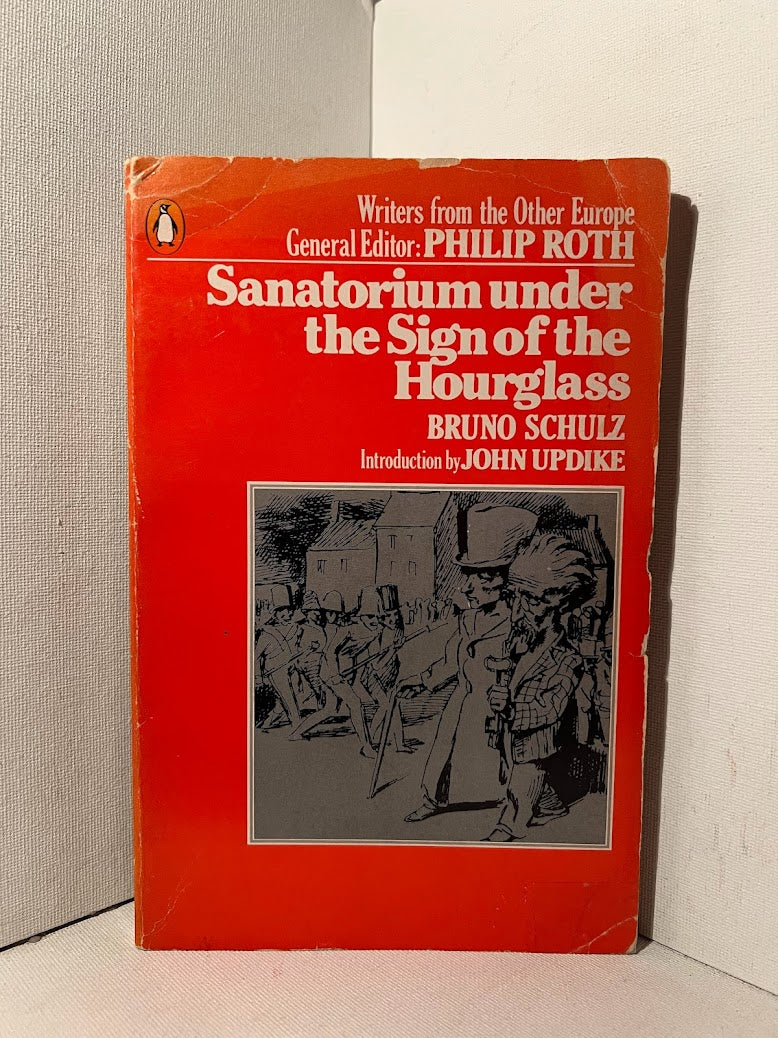 Writers from the Other Europe
General Editor: PHILIP ROTH
Sanatorium under
the Sign of the
Hourglass
BRUNO SCHULZ
Introduction by JOHN UPDIKE